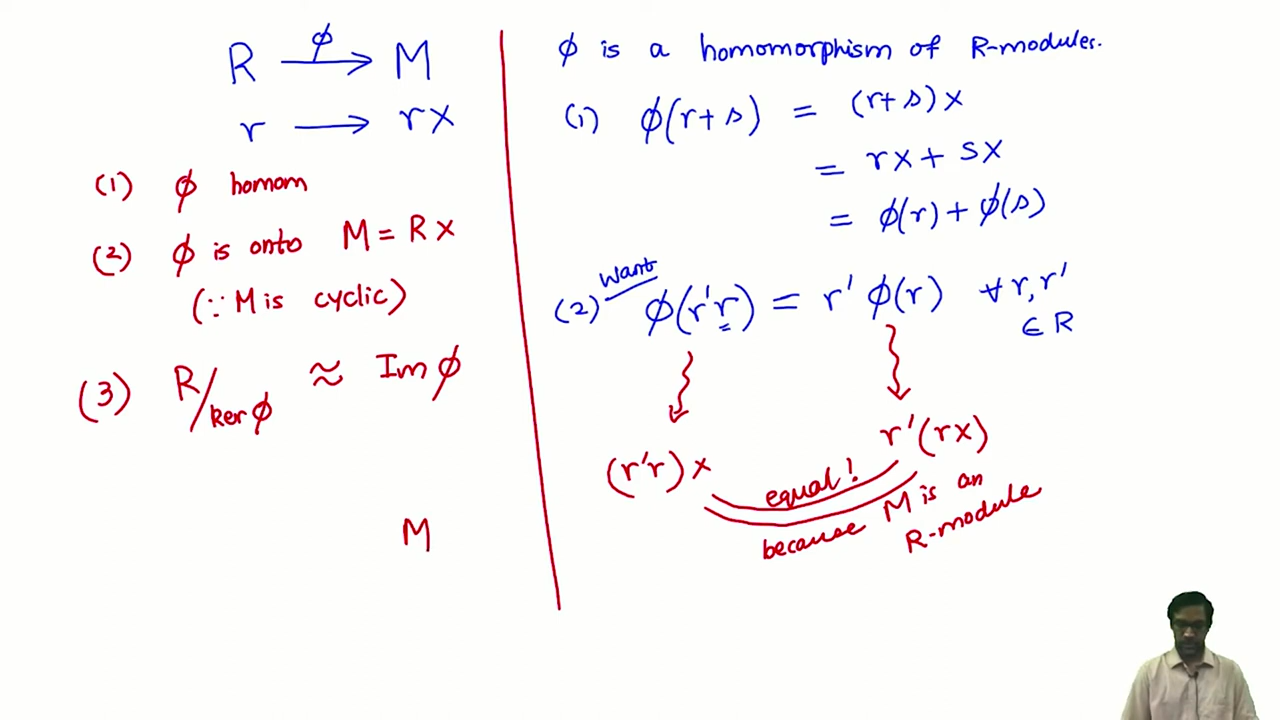 R —ϕ→ M
r ⟶ rx
(1) ϕ homom
(2) ϕ is onto M = Rx
(∵ M is cyclic)
(3) R/ker ϕ ≈ Im ϕ
M
ϕ is a homomorphism of R-modules.
(1) ϕ(r+s) = (r+s)x
= rx + sx
= ϕ(r) + ϕ(s)
(2) Want ϕ(r'r) = r' ϕ(r) ∀ r, r'
∈ R
(r'r)x r'(rx)
equal!
because M is an
R-module